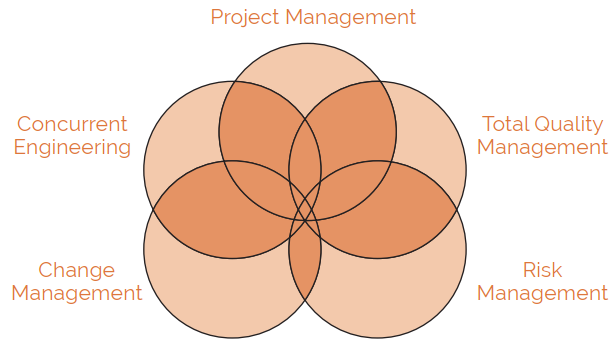 Project Management
Concurrent
Engineering
Total Quality
Management
Change
Management
Risk
Management